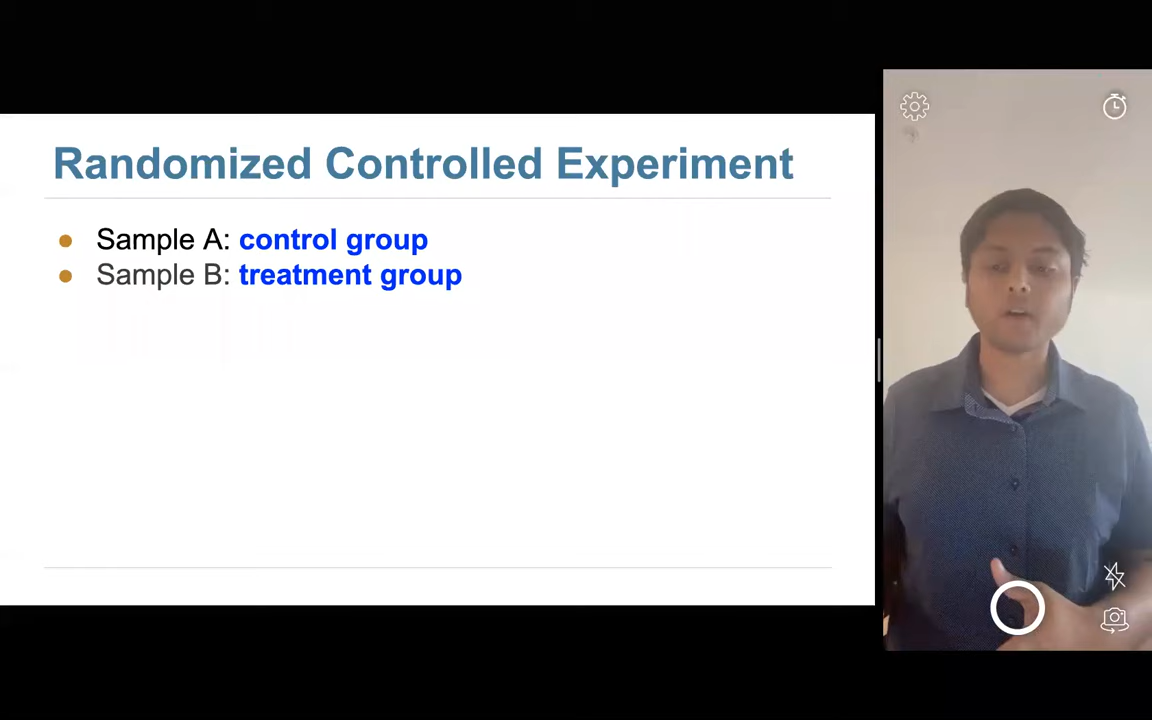 Randomized Controlled Experiment
Sample A: control group
Sample B: treatment group